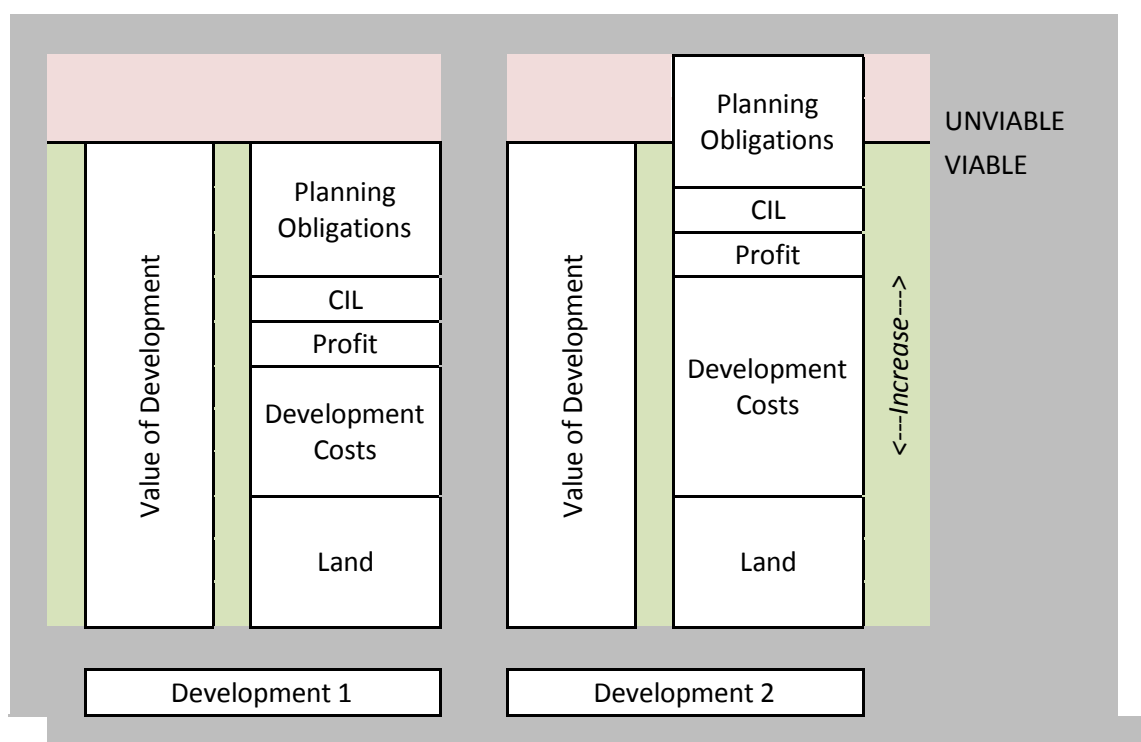 Value of Development
Planning
Obligations
CIL
Profit
Development
Costs
Land
Development 1
Value of Development
Planning
Obligations
CIL
Profit
Development
Costs
Land
<---Increase--->
Development 2
UNVIABLE
VIABLE